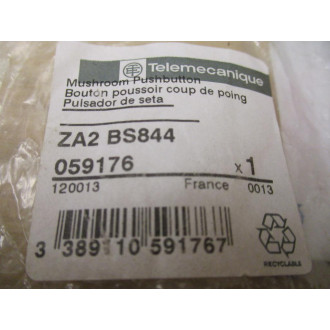 Telemecanique
Mushroom Pushbutton
Bouton poussoir coup de poing
Pulsador de seta
ZA2 BS844
059176 x1
120013 France 0013
3 389110 591767
RECYCLABLE